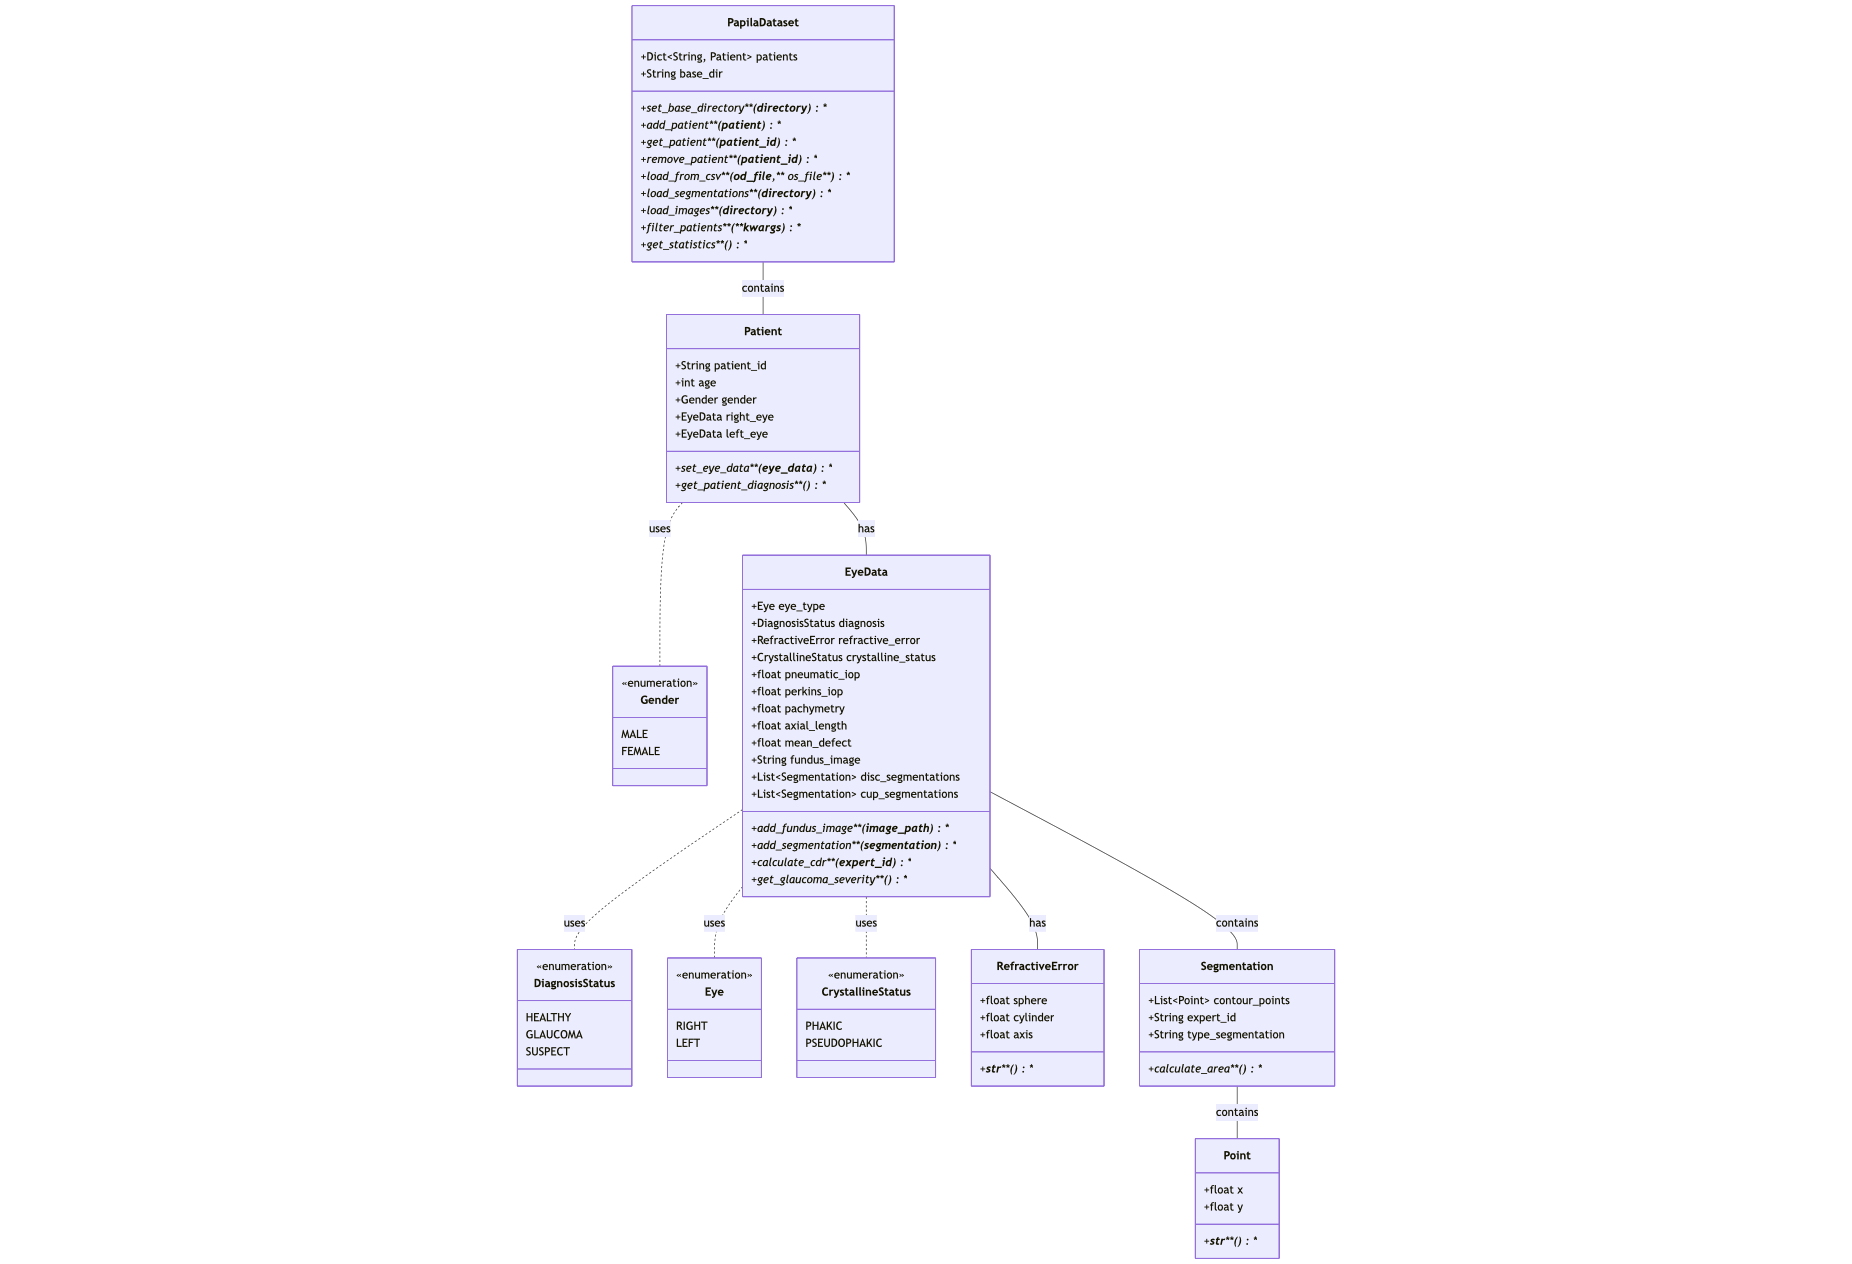 PapilaDataset
+Dict<String, Patient> patients
+String base_dir
+set_base_directory**(directory) : *
+add_patient**(patient) : *
+get_patient**(patient_id) : *
+remove_patient**(patient_id) : *
+load_from_csv**(od_file,** os_file**) : *
+load_segmentations**(directory) : *
+load_images**(directory) : *
+filter_patients**(**kwargs) : *
+get_statistics**() : *
contains
Patient
+String patient_id
+int age
+Gender gender
+EyeData right_eye
+EyeData left_eye
+set_eye_data**(eye_data) : *
+get_patient_diagnosis**() : *
uses
has
EyeData
+Eye eye_type
+DiagnosisStatus diagnosis
+RefractiveError refractive_error
+CrystallineStatus crystalline_status
+float pneumatic_iop
+float perkins_iop
+float pachymetry
+float axial_length
+float mean_defect
+String fundus_image
+List<Segmentation> disc_segmentations
+List<Segmentation> cup_segmentations
+add_fundus_image**(image_path) : *
+add_segmentation**(segmentation) : *
+calculate_cdr**(expert_id) : *
+get_glaucoma_severity**() : *
«enumeration»
Gender
MALE
FEMALE
uses
uses
uses
has
contains
«enumeration»
DiagnosisStatus
HEALTHY
GLAUCOMA
SUSPECT
«enumeration»
Eye
RIGHT
LEFT
«enumeration»
CrystallineStatus
PHAKIC
PSEUDOPHAKIC
RefractiveError
+float sphere
+float cylinder
+float axis
+str**() : *
Segmentation
+List<Point> contour_points
+String expert_id
+String type_segmentation
+calculate_area**() : *
contains
Point
+float x
+float y
+str**() : *